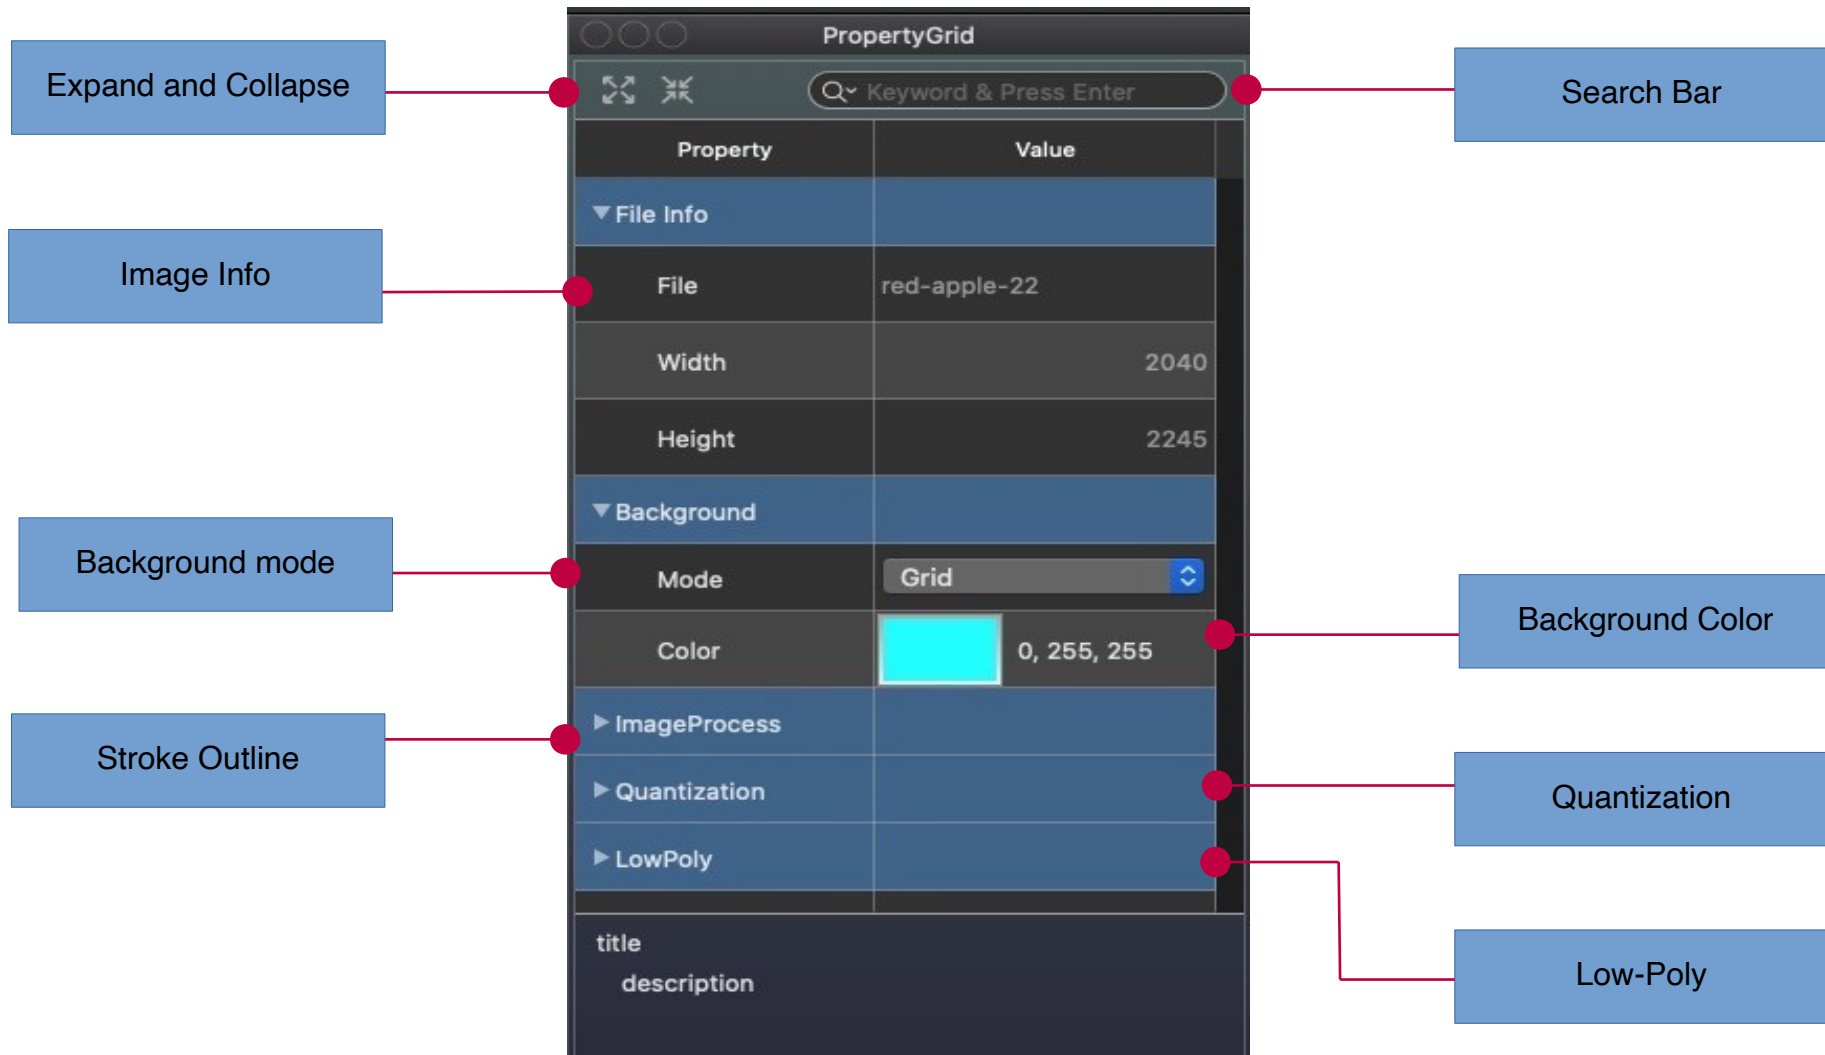 PropertyGrid
Expand and Collapse
Keyword & Press Enter
Search Bar
Property Value
File Info
Image Info
File red-apple-22
Width 2040
Height 2245
Background
Background mode
Mode Grid
Background Color
Color 0, 255, 255
ImageProcess
Stroke Outline
Quantization
Quantization
LowPoly
title
description
Low-Poly